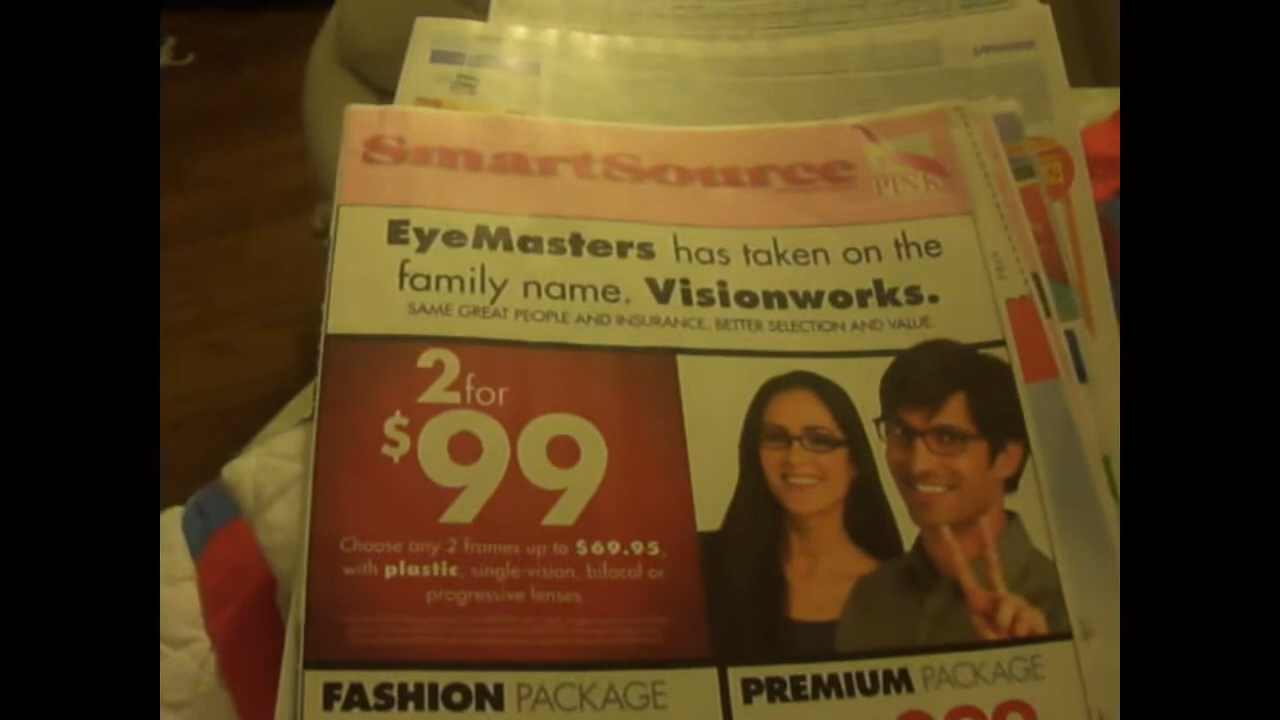 SmartSource
PINK
EyeMasters has taken on the
family name. Visionworks.
SAME GREAT PEOPLE AND INSURANCE, BETTER SELECTION AND VALUE.
2 for
$99
Choose any 2 frames up to $69.95,
with plastic, single-vision, bifocal or
progressive lenses
FASHION PACKAGE
PREMIUM PACKAGE